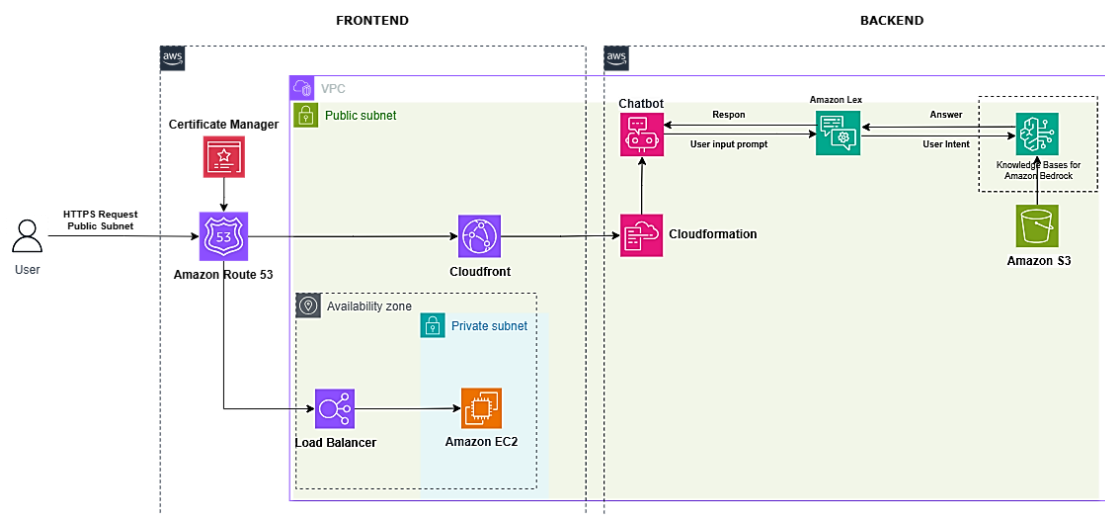 FRONTEND
BACKEND
aws
aws
VPC
Public subnet
Certificate Manager
Chatbot
Amazon Lex
Respon
User input prompt
Answer
User Intent
Knowledge Bases for
Amazon Bedrock
HTTPS Request
Public Subnet
User
53
Amazon Route 53
Cloudfront
Cloudformation
Amazon S3
Availability zone
Private subnet
Load Balancer
Amazon EC2